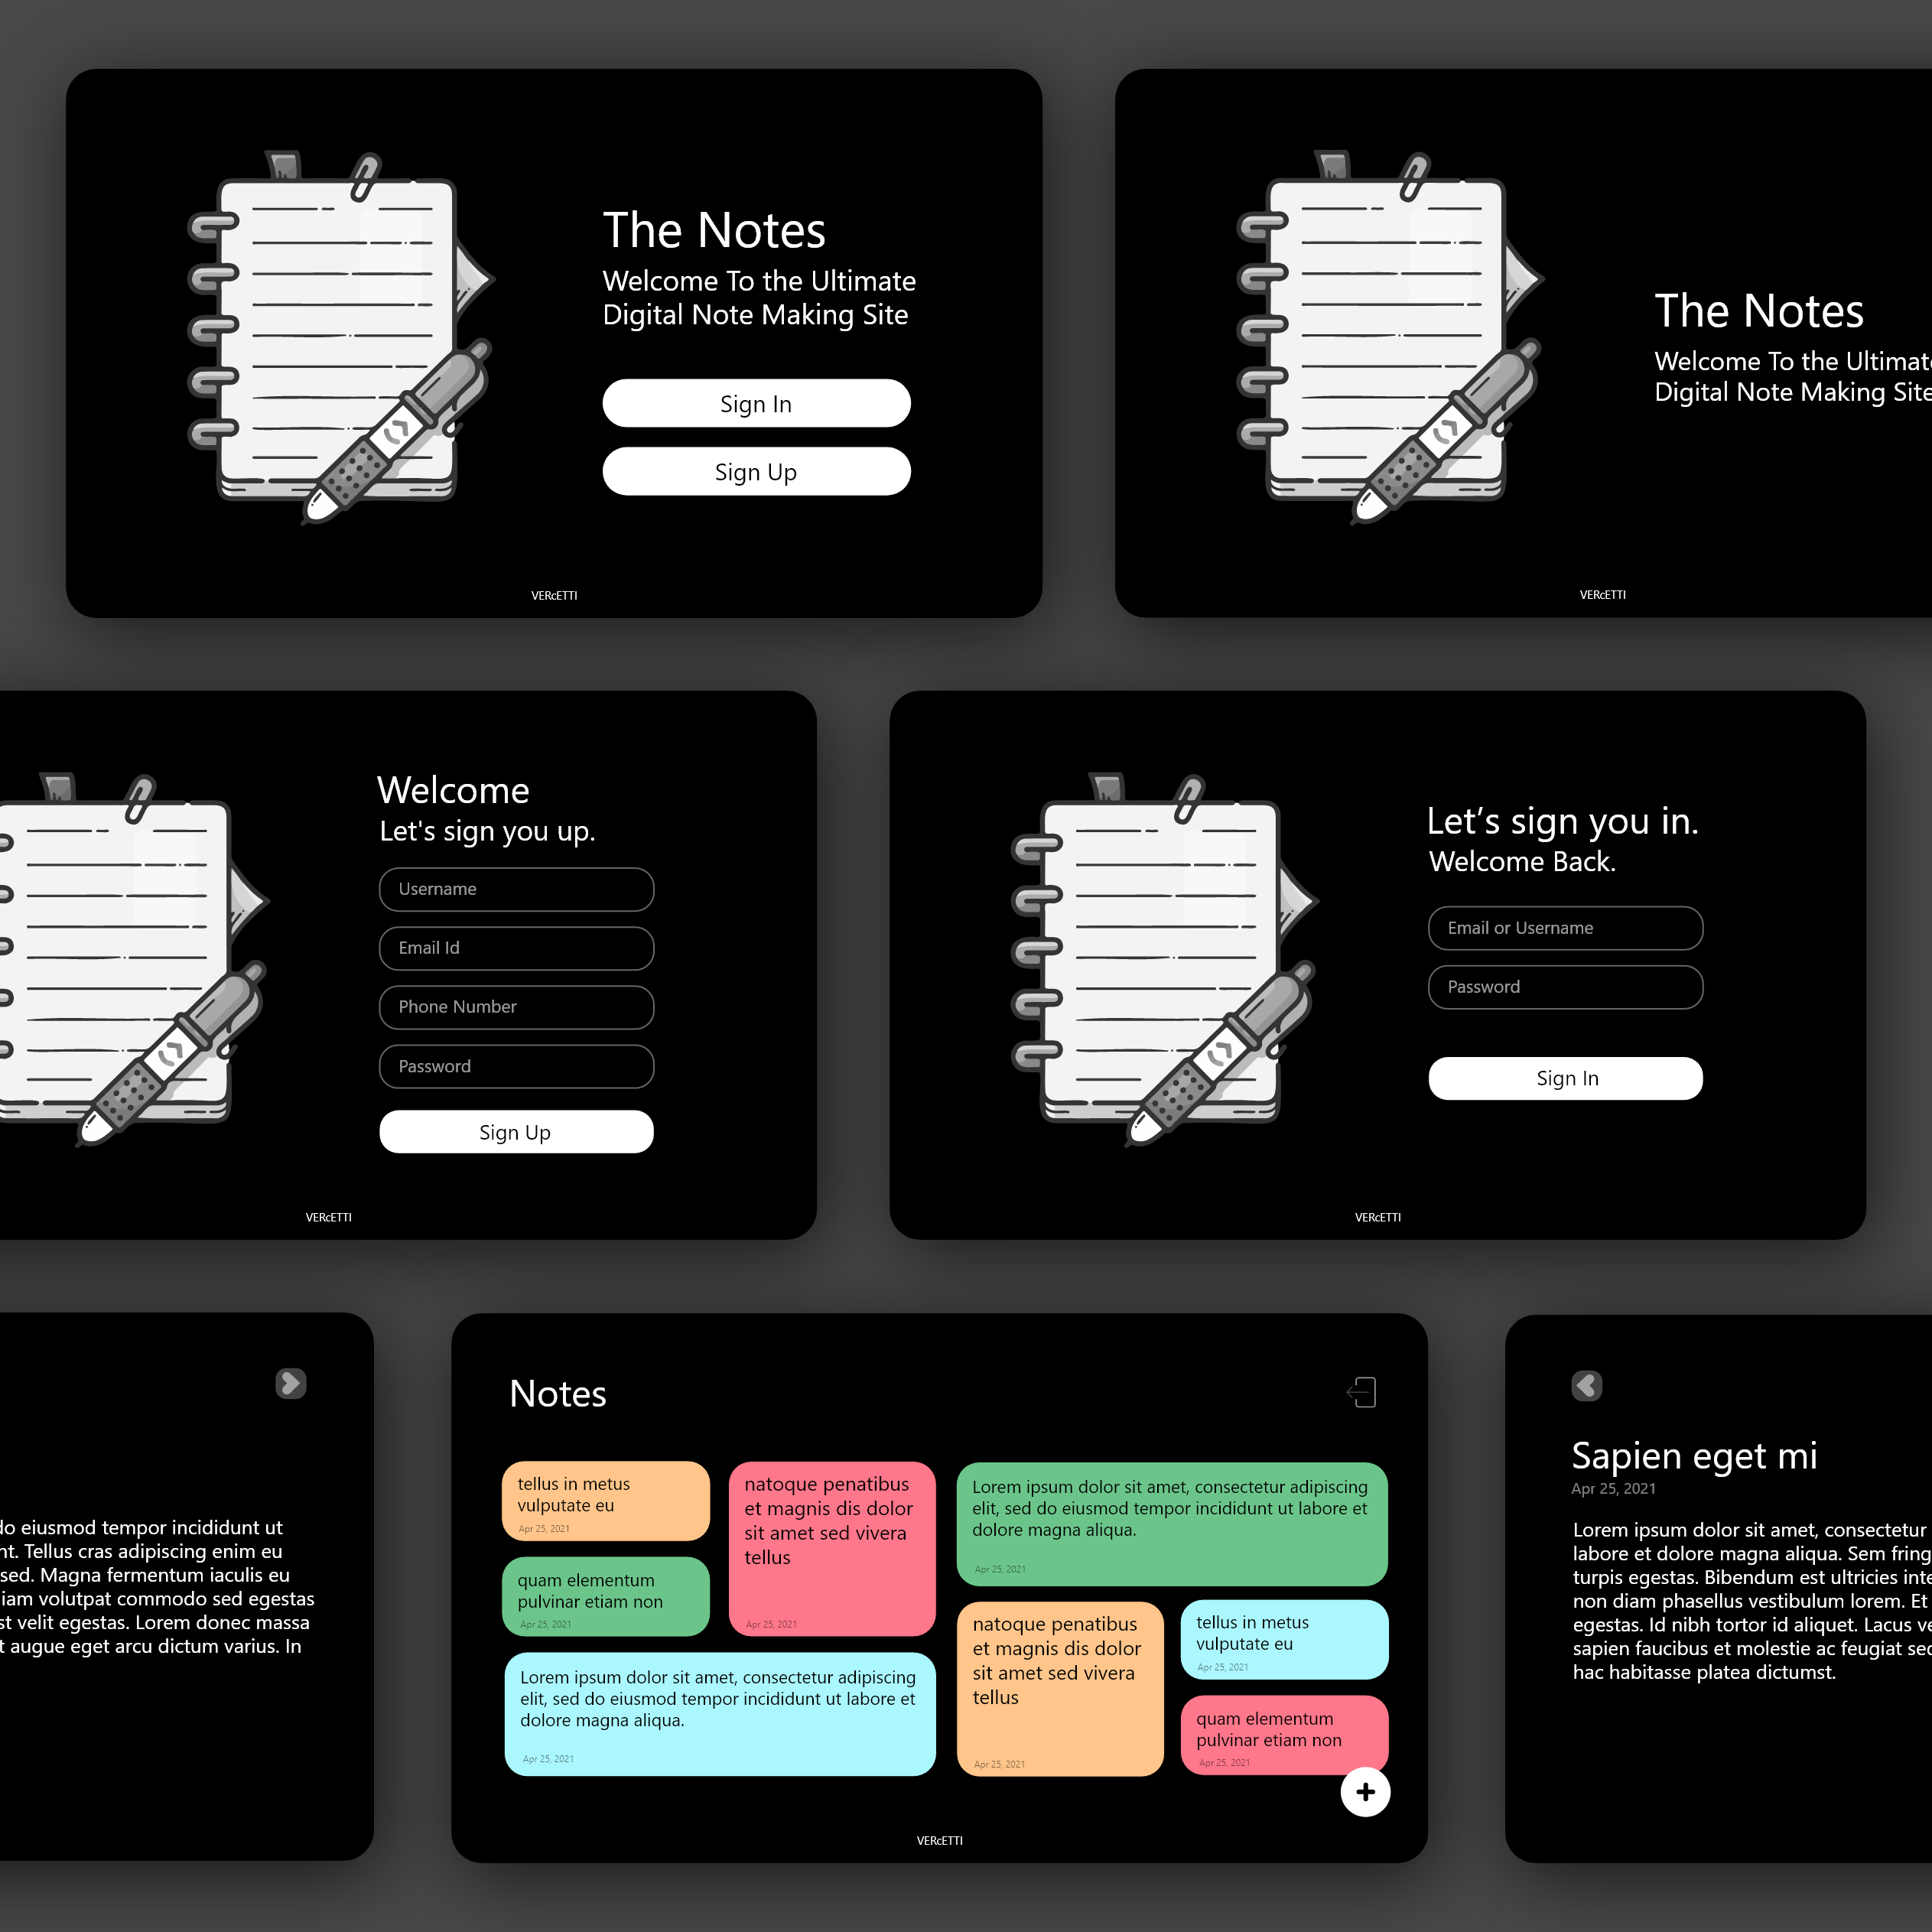 The Notes
Welcome To the Ultimate
Digital Note Making Site
Sign In
Sign Up
VERcETTI
The Notes
Welcome To the Ultimate
Digital Note Making Site
VERcETTI
Welcome
Let's sign you up.
Username
Email Id
Phone Number
Password
Sign Up
VERcETTI
Let’s sign you in.
Welcome Back.
Email or Username
Password
Sign In
VERcETTI
do eiusmod tempor incididunt ut
nt. Tellus cras adipiscing enim eu
sed. Magna fermentum iaculis eu
iam volutpat commodo sed egestas
st velit egestas. Lorem donec massa
t augue eget arcu dictum varius. In
Notes
tellus in metus
vulputate eu
Apr 25, 2021
quam elementum
pulvinar etiam non
Apr 25, 2021
natoque penatibus
et magnis dis dolor
sit amet sed vivera
tellus
Apr 25, 2021
Lorem ipsum dolor sit amet, consectetur adipiscing
elit, sed do eiusmod tempor incididunt ut labore et
dolore magna aliqua.
Apr 25, 2021
Lorem ipsum dolor sit amet, consectetur adipiscing
elit, sed do eiusmod tempor incididunt ut labore et
dolore magna aliqua.
Apr 25, 2021
natoque penatibus
et magnis dis dolor
sit amet sed vivera
tellus
Apr 25, 2021
tellus in metus
vulputate eu
Apr 25, 2021
quam elementum
pulvinar etiam non
Apr 25, 2021
VERcETTI
Sapien eget mi
Apr 25, 2021
Lorem ipsum dolor sit amet, consectetur
labore et dolore magna aliqua. Sem fring
turpis egestas. Bibendum est ultricies inte
non diam phasellus vestibulum lorem. Et
egestas. Id nibh tortor id aliquet. Lacus ve
sapien faucibus et molestie ac feugiat sed
hac habitasse platea dictumst.